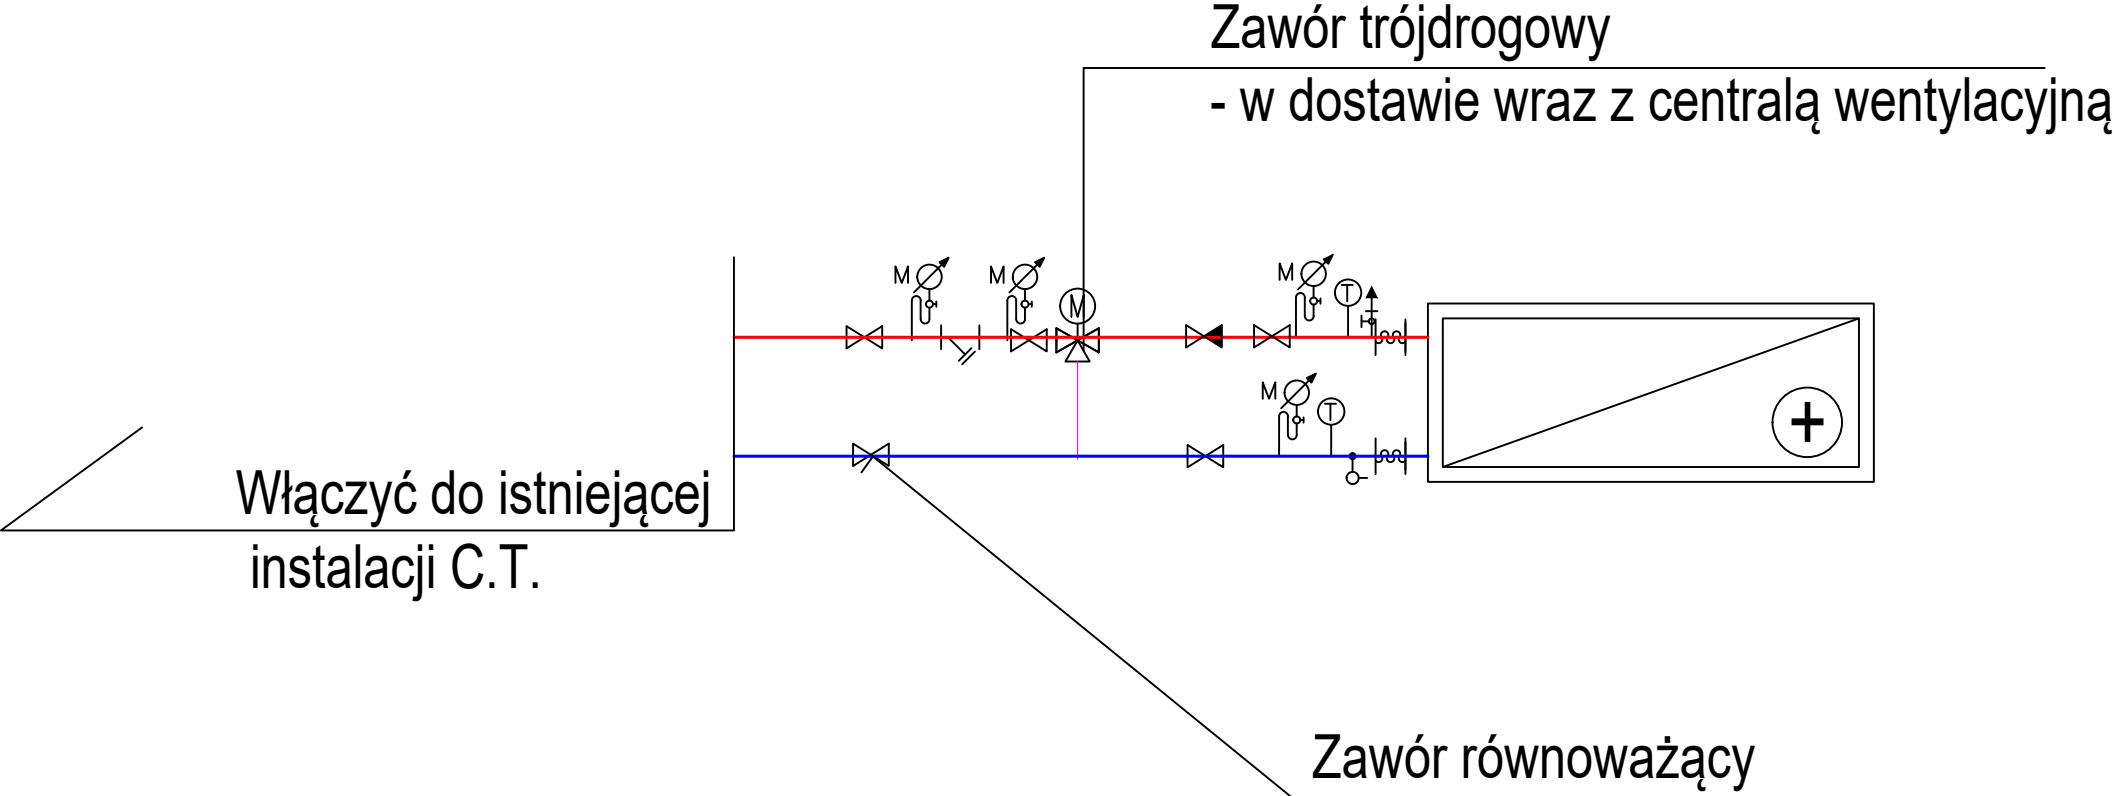 Zawór trójdrogowy
- w dostawie wraz z centralą wentylacyjną
M
M
M
M
T
M
T
Włączyć do istniejącej
instalacji C.T.
Zawór równoważący